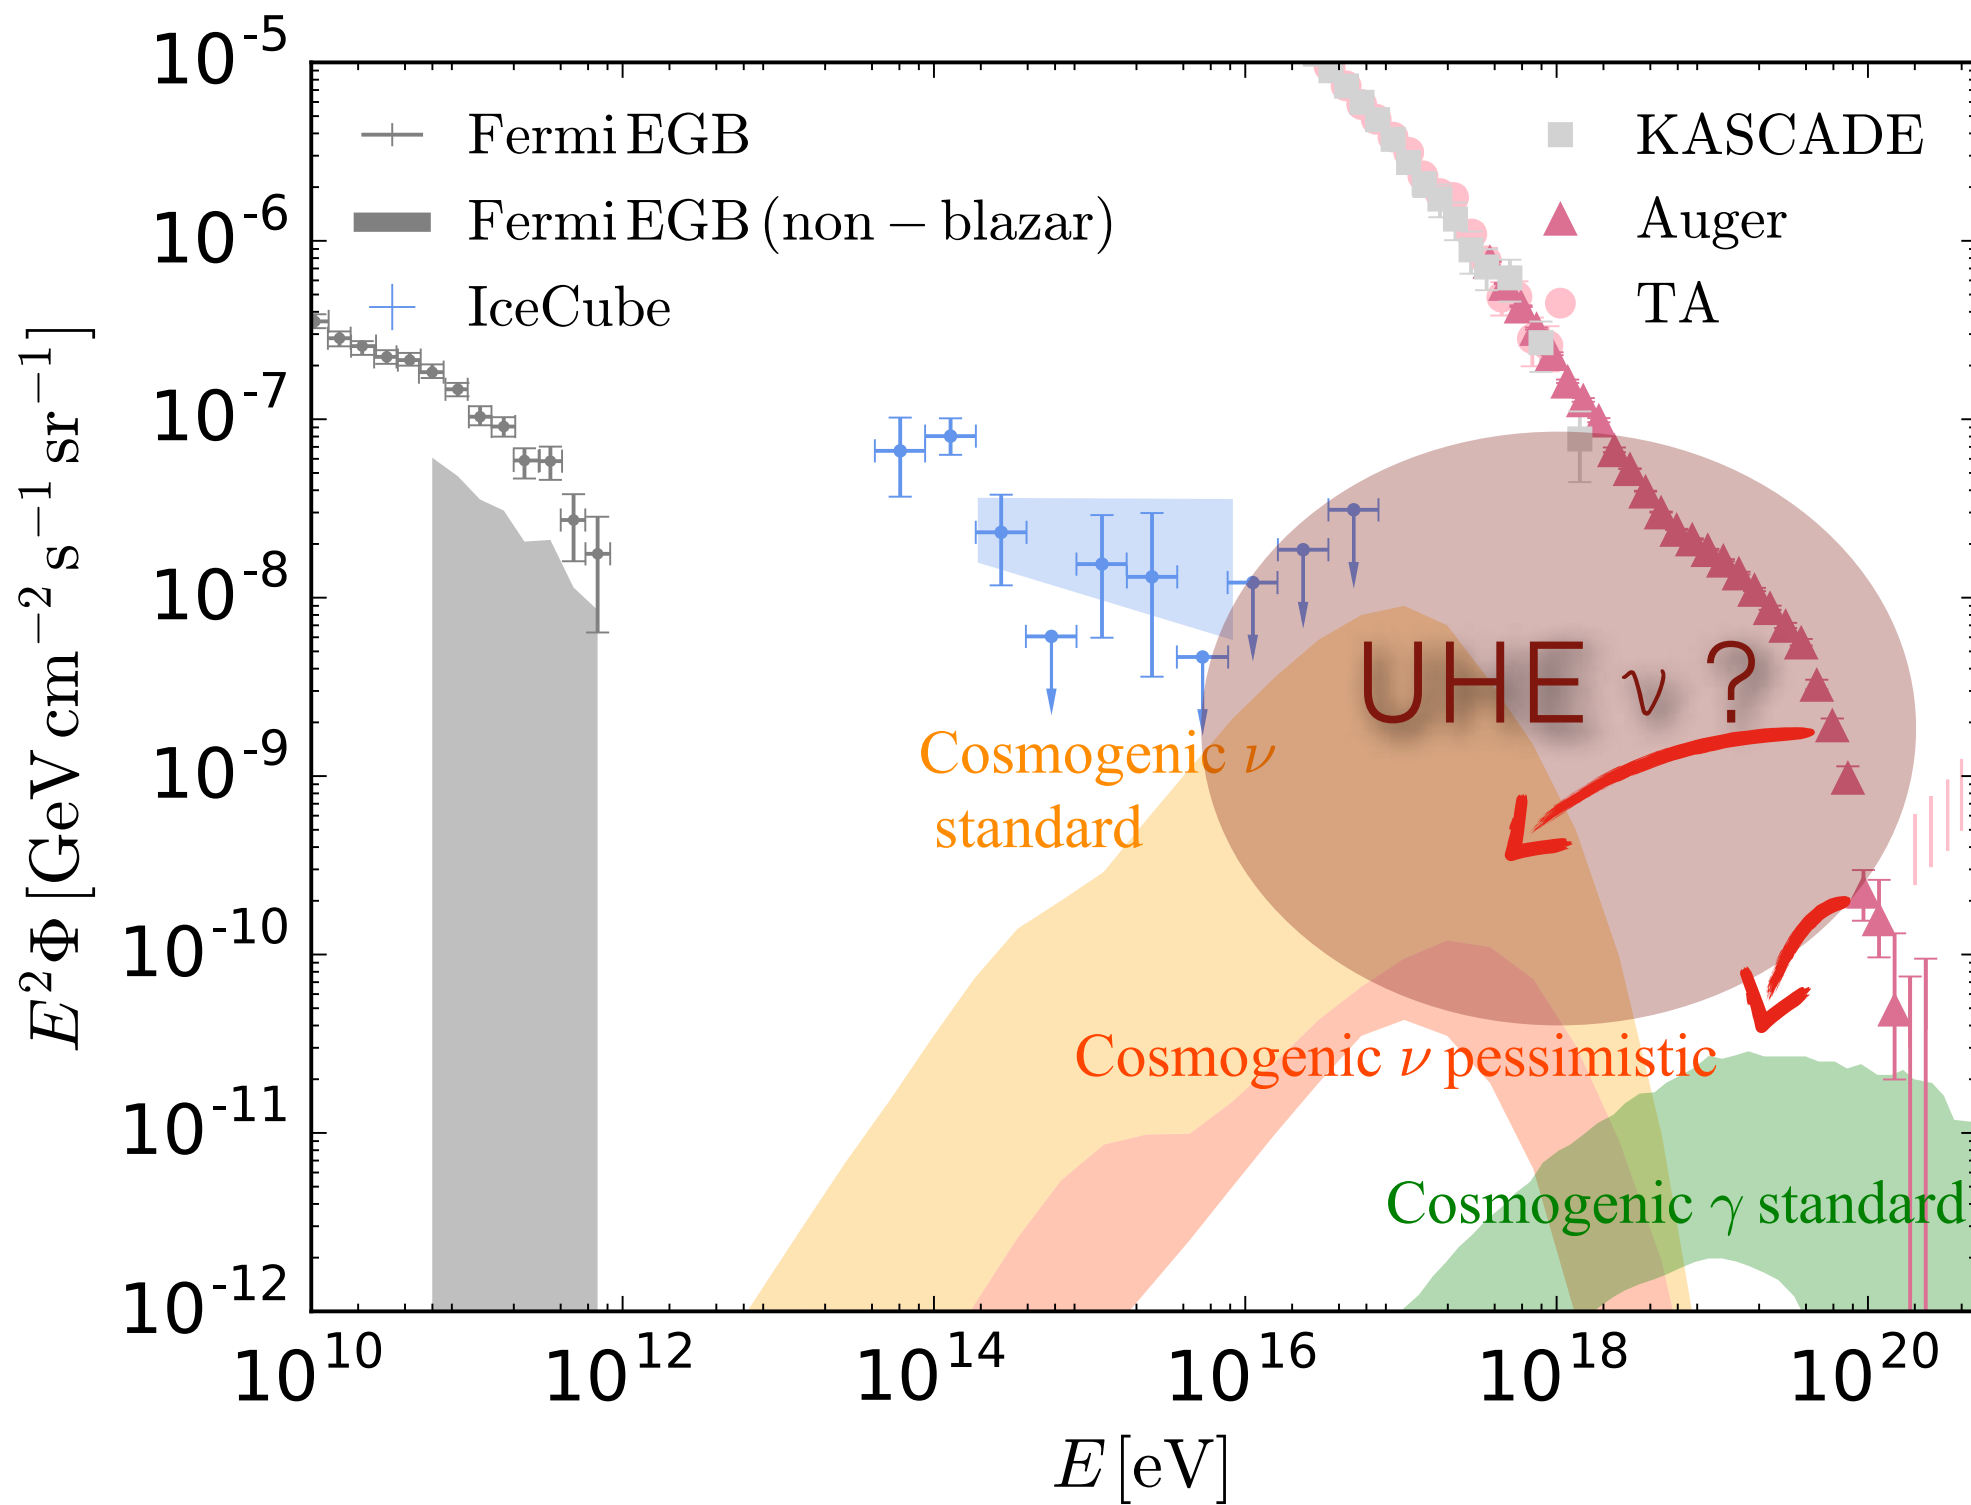 10^-5
10^-6
10^-7
10^-8
10^-9
10^-10
10^-11
10^-12
E²Φ [GeV cm⁻² s⁻¹ sr⁻¹]
Fermi EGB
Fermi EGB (non − blazar)
IceCube
KASCADE
Auger
TA
UHE ν ?
Cosmogenic ν
standard
Cosmogenic ν pessimistic
Cosmogenic γ standard
10^10 10^12 10^14 10^16 10^18 10^20
E [eV]